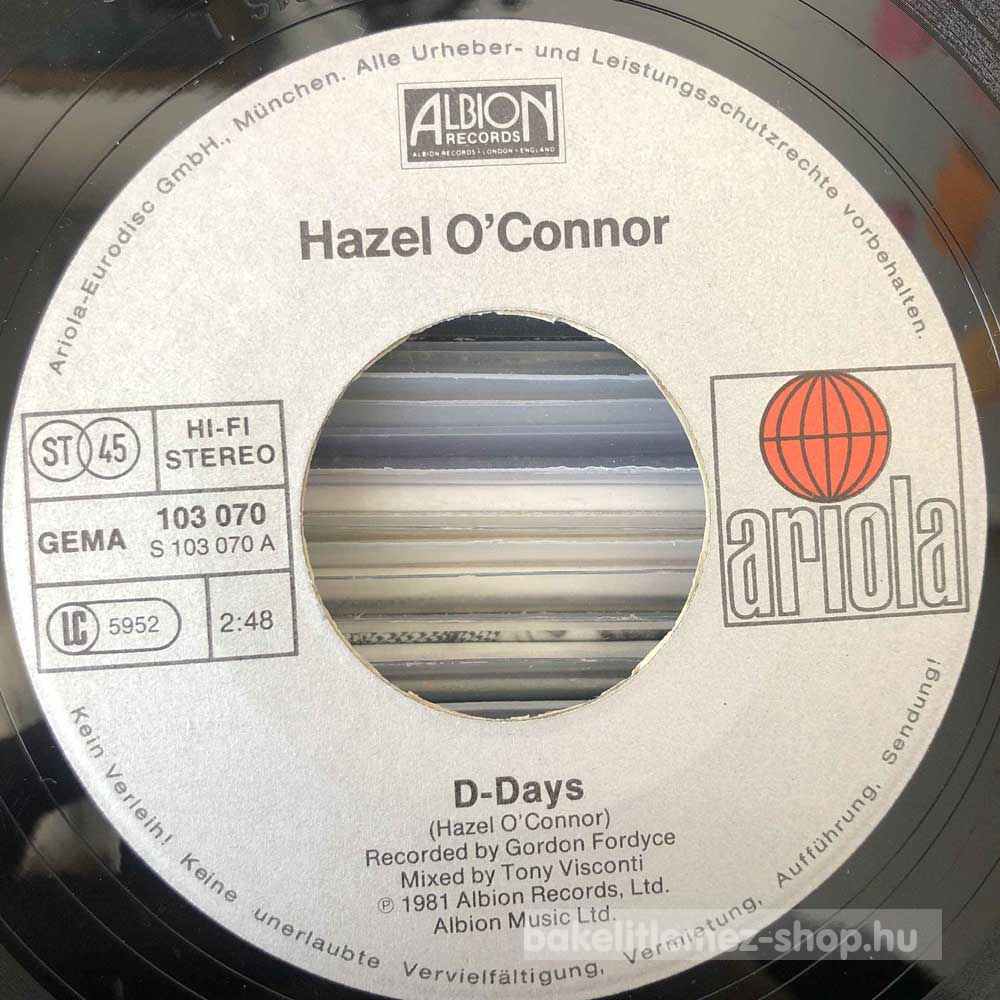 Ariola-Eurodisc GmbH., München. Alle Urheber- und Leistungsschutzrechte vorbehalten.
ALBION
RECORDS
ALBION RECORDS · LONDON · ENGLAND
Hazel O'Connor
ST 45
HI-FI
STEREO
GEMA
103 070
S 103 070 A
LC 5952
2:48
ariola
D-Days
(Hazel O'Connor)
Recorded by Gordon Fordyce
Mixed by Tony Visconti
℗ 1981 Albion Records, Ltd.
Albion Music Ltd.
Kein Verleih! Keine unerlaubte Vervielfältigung, Vermietung, Aufführung, Sendung!
bakelitlemez-shop.hu